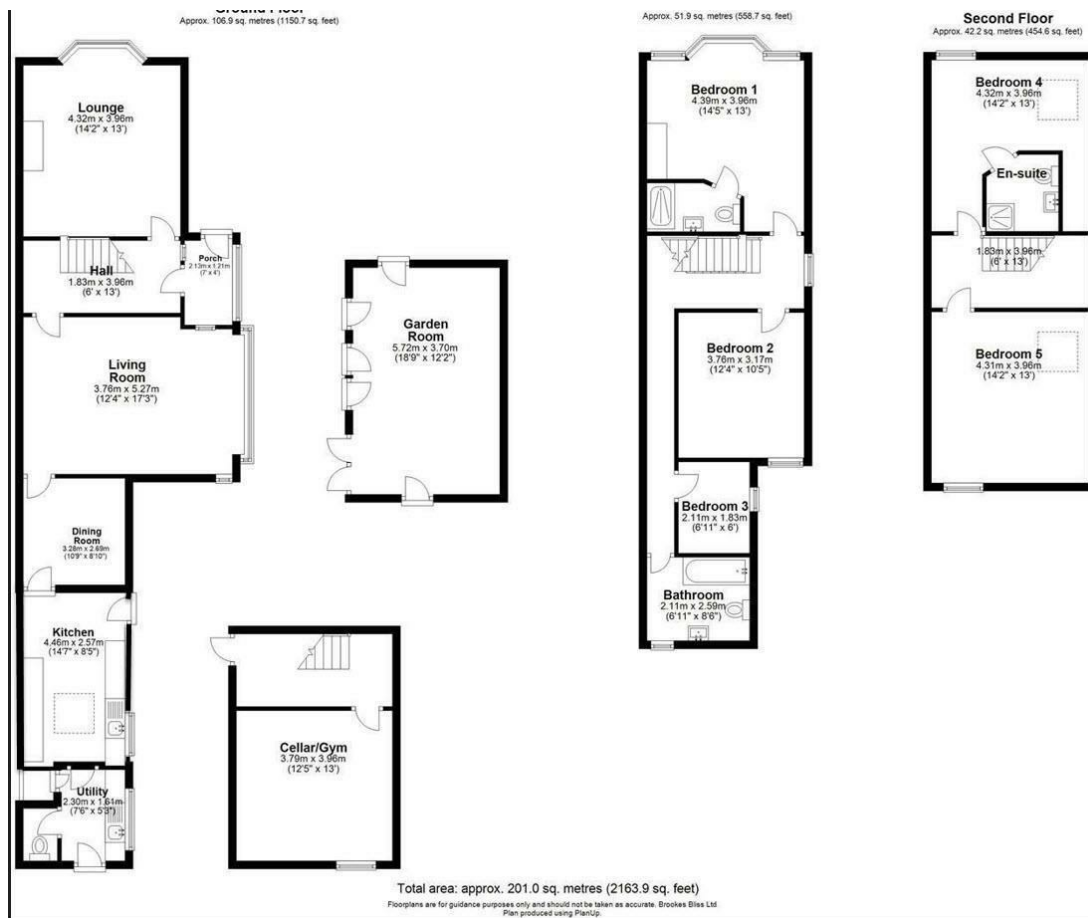 Ground Floor
Approx. 106.9 sq. metres (1150.7 sq. feet)
Lounge
4.32m x 3.96m
(14'2" x 13')
Porch
2.13m x 1.21m
(7' x 4')
Hall
1.83m x 3.96m
(6' x 13')
Living
Room
3.76m x 5.27m
(12'4" x 17'3")
Dining
Room
3.28m x 2.69m
(10'9" x 8'10")
Kitchen
4.46m x 2.57m
(14'7" x 8'5")
Utility
2.30m x 1.61m
(7'6" x 5'3")
Garden
Room
5.72m x 3.70m
(18'9" x 12'2")
Cellar/Gym
3.79m x 3.96m
(12'5" x 13')
Approx. 51.9 sq. metres (558.7 sq. feet)
Bedroom 1
4.39m x 3.96m
(14'5" x 13')
Bedroom 2
3.76m x 3.17m
(12'4" x 10'5")
Bedroom 3
2.11m x 1.83m
(6'11" x 6')
Bathroom
2.11m x 2.59m
(6'11" x 8'6")
Second Floor
Approx. 42.2 sq. metres (454.6 sq. feet)
Bedroom 4
4.32m x 3.96m
(14'2" x 13')
En-suite
1.83m x 3.96m
(6' x 13')
Bedroom 5
4.31m x 3.96m
(14'2" x 13')
Total area: approx. 201.0 sq. metres (2163.9 sq. feet)
Floorplans are for guidance purposes only and should not be taken as accurate. Brookes Bliss Ltd
Plan produced using PlanUp.